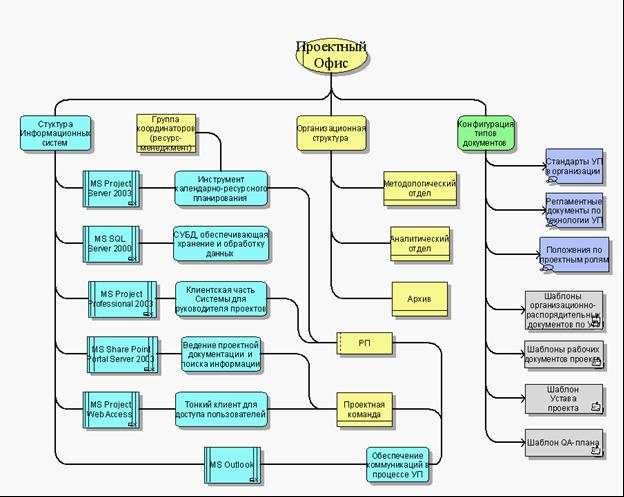 Проектный
Офис
Стуктура
Информационных
систем
Группа
координаторов
(ресурс-
менеджмент)
Организационная
структура
Конфигурация
типов
документов
MS Project
Server 2003
Инструмент
календарно-ресурсного
планирования
Методологический
отдел
Стандарты УП
в организации
MS SQL
Server 2000
СУБД, обеспечивающая
хранение и обработку
данных
Аналитический
отдел
Регламентные
документы по
технологии УП
MS Project
Professional 2003
Клиентская часть
Системы для
руководителя проектов
Архив
Положения по
проектным ролям
MS Share Point
Portal Server 2003
Ведение проектной
документации и
поиска информации
РП
Шаблоны
организационно-
распорядительных
документов по УП
MS Project
Web Access
Тонкий клиент для
доступа пользователей
Проектная
команда
Шаблоны рабочих
документов проекта
Шаблон
Устава
проекта
MS Outlook
Обеспечение
коммуникаций в
процессе УП
Шаблон QA-плана